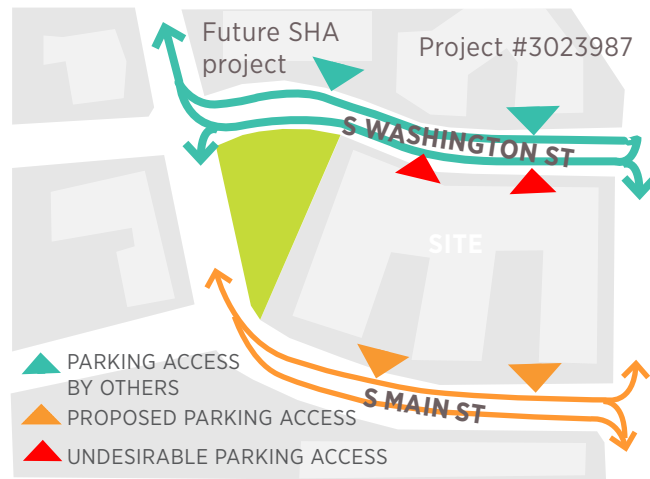 Future SHA
project
Project #3023987
S WASHINGTON ST
SITE
S MAIN ST
PARKING ACCESS
BY OTHERS
PROPOSED PARKING ACCESS
UNDESIRABLE PARKING ACCESS